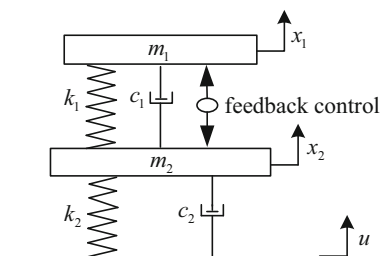 x₁
m₁
k₁
c₁
feedback control
x₂
m₂
k₂
c₂
u